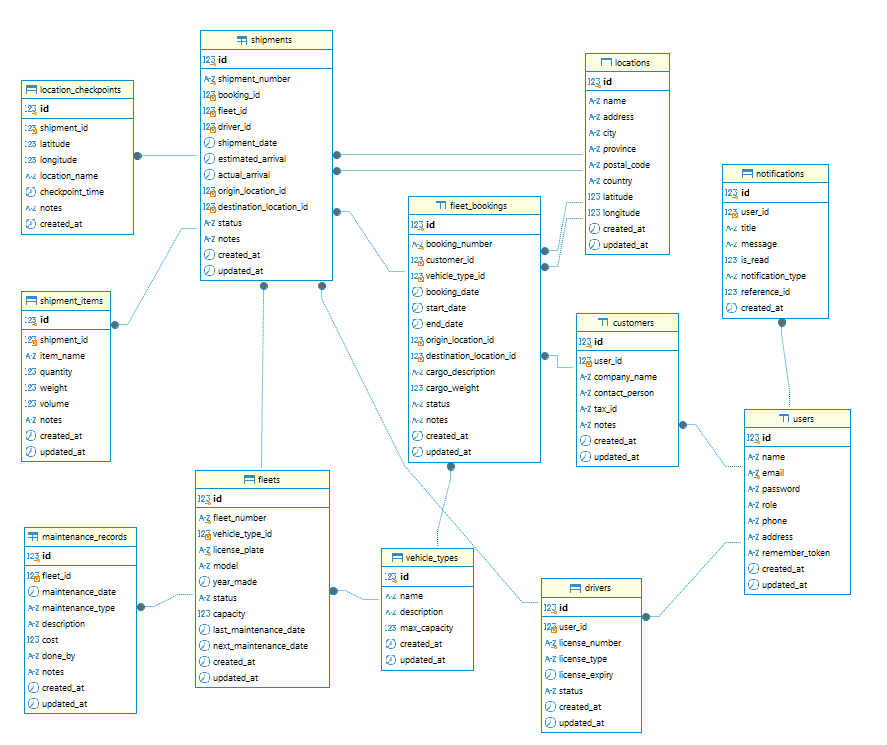 shipments
id
shipment_number
booking_id
fleet_id
driver_id
shipment_date
estimated_arrival
actual_arrival
origin_location_id
destination_location_id
status
notes
created_at
updated_at
location_checkpoints
id
shipment_id
latitude
longitude
location_name
checkpoint_time
notes
created_at
locations
id
name
address
city
province
postal_code
country
latitude
longitude
created_at
updated_at
notifications
id
user_id
title
message
is_read
notification_type
reference_id
created_at
fleet_bookings
id
booking_number
customer_id
vehicle_type_id
booking_date
start_date
end_date
origin_location_id
destination_location_id
cargo_description
cargo_weight
status
notes
created_at
updated_at
shipment_items
id
shipment_id
item_name
quantity
weight
volume
notes
created_at
updated_at
customers
id
user_id
company_name
contact_person
tax_id
notes
created_at
updated_at
users
id
name
email
password
role
phone
address
remember_token
created_at
updated_at
fleets
id
fleet_number
vehicle_type_id
license_plate
model
year_made
status
capacity
last_maintenance_date
next_maintenance_date
created_at
updated_at
maintenance_records
id
fleet_id
maintenance_date
maintenance_type
description
cost
done_by
notes
created_at
updated_at
vehicle_types
id
name
description
max_capacity
created_at
updated_at
drivers
id
user_id
license_number
license_type
license_expiry
status
created_at
updated_at